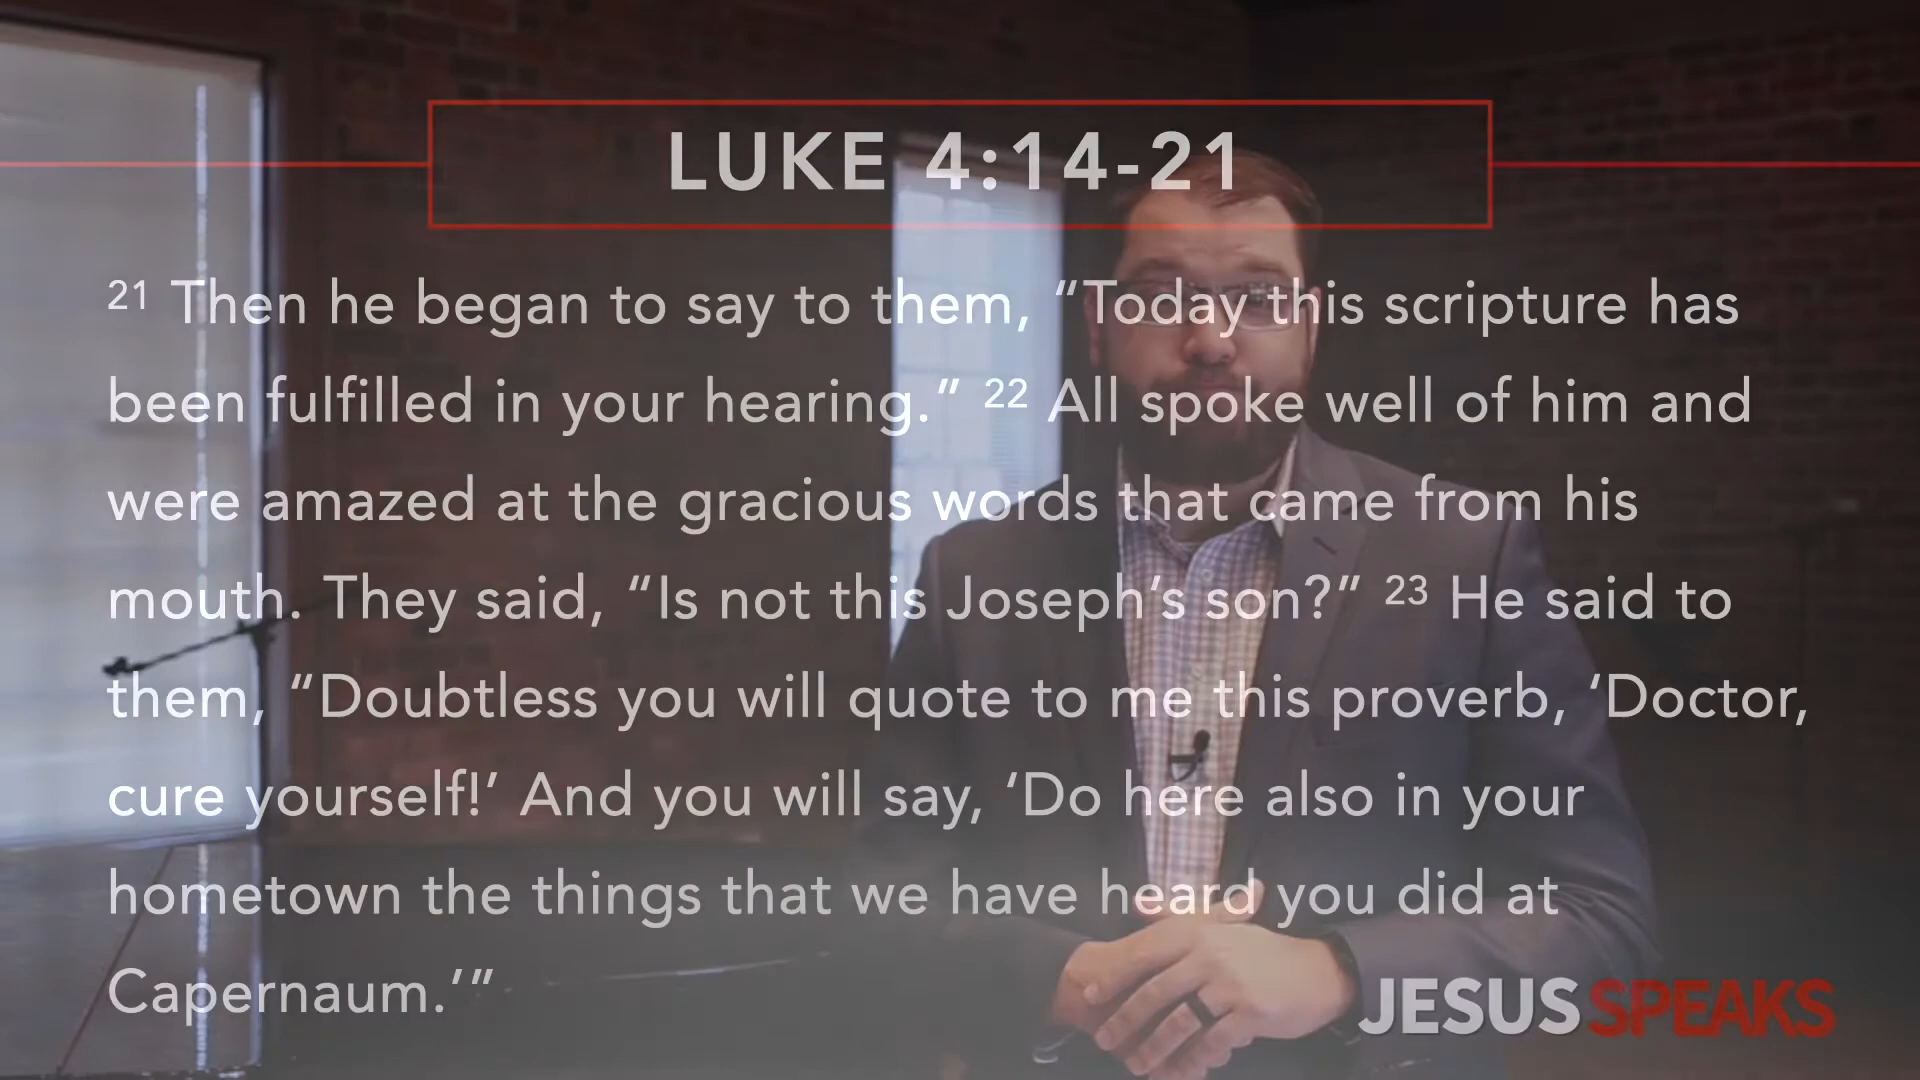 LUKE 4:14-21
21 Then he began to say to them, “Today this scripture has
been fulfilled in your hearing.” 22 All spoke well of him and
were amazed at the gracious words that came from his
mouth. They said, “Is not this Joseph’s son?” 23 He said to
them, “Doubtless you will quote to me this proverb, ‘Doctor,
cure yourself!’ And you will say, ‘Do here also in your
hometown the things that we have heard you did at
Capernaum.’”
JESUS SPEAKS